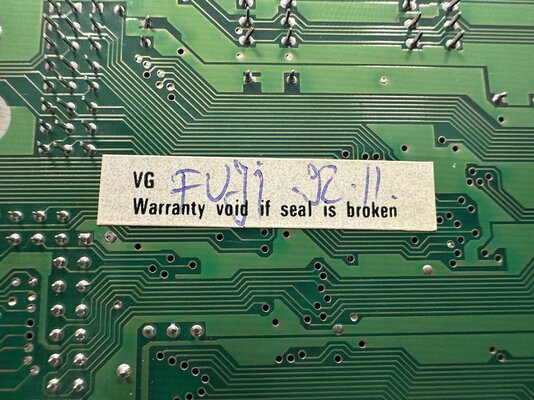 VG FUJI 92.11.
Warranty void if seal is broken